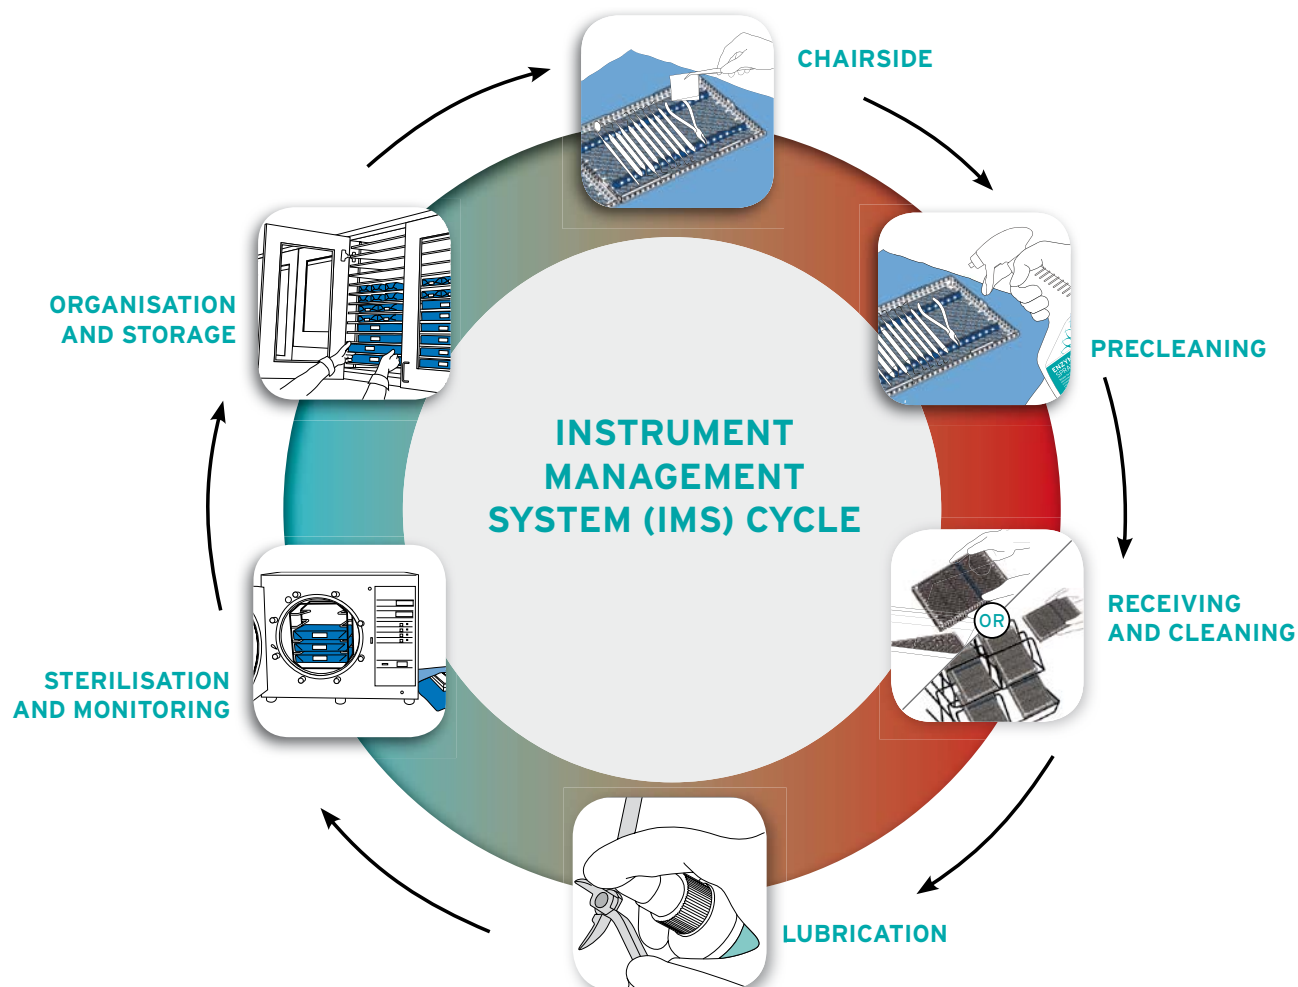 CHAIRSIDE
ORGANISATION
AND STORAGE
PRECLEANING
INSTRUMENT
MANAGEMENT
SYSTEM (IMS) CYCLE
OR
RECEIVING
AND CLEANING
STERILISATION
AND MONITORING
LUBRICATION